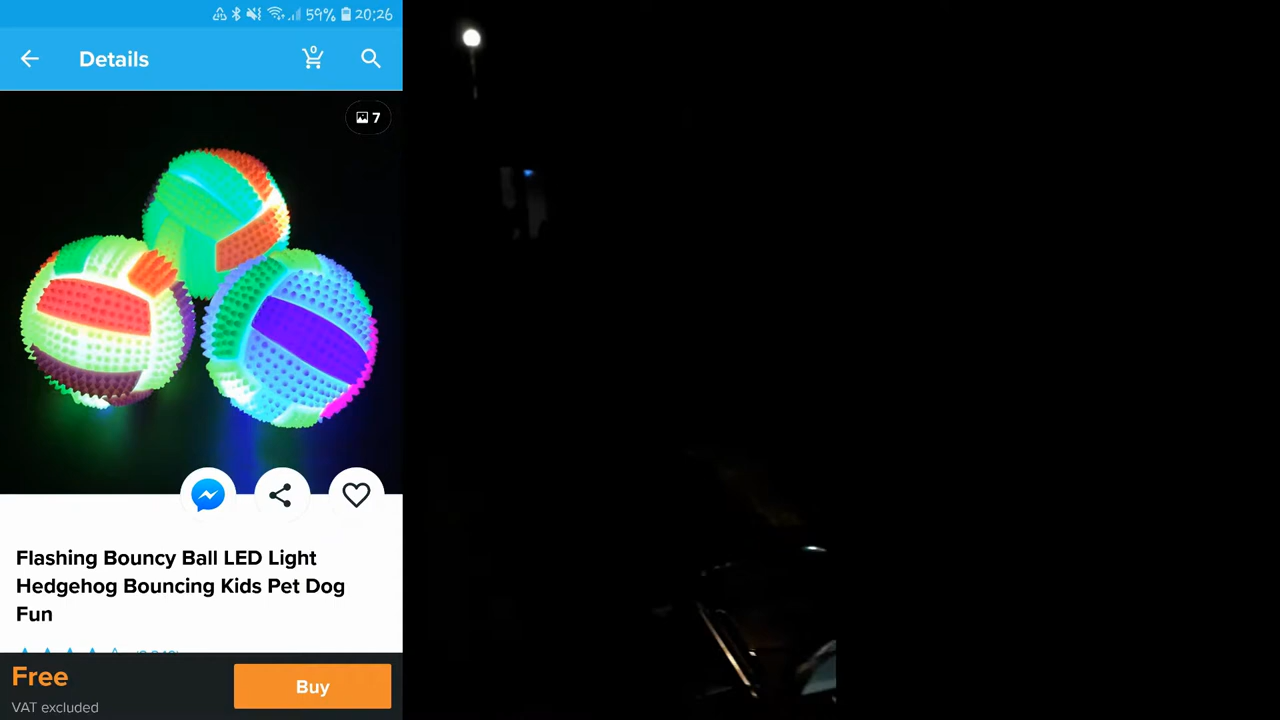 59% 20:26
Details
0
7
Flashing Bouncy Ball LED Light
Hedgehog Bouncing Kids Pet Dog
Fun
Free
Buy
VAT excluded